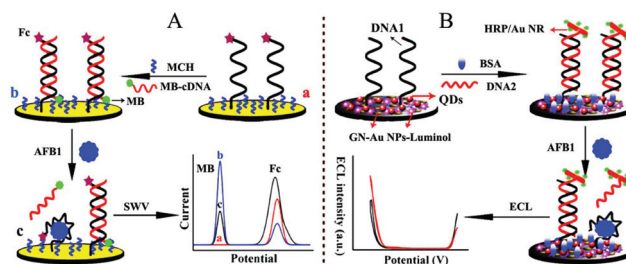 A
Fc
b
MB
MCH
MB-cDNA
a
AFB1
c
SWV
Current
MB
b
c
a
Fc
Potential
B
DNA1
QDs
GN-Au NPs-Luminol
BSA
DNA2
HRP/Au NR
AFB1
ECL
ECL intensity
(a.u.)
Potential (V)